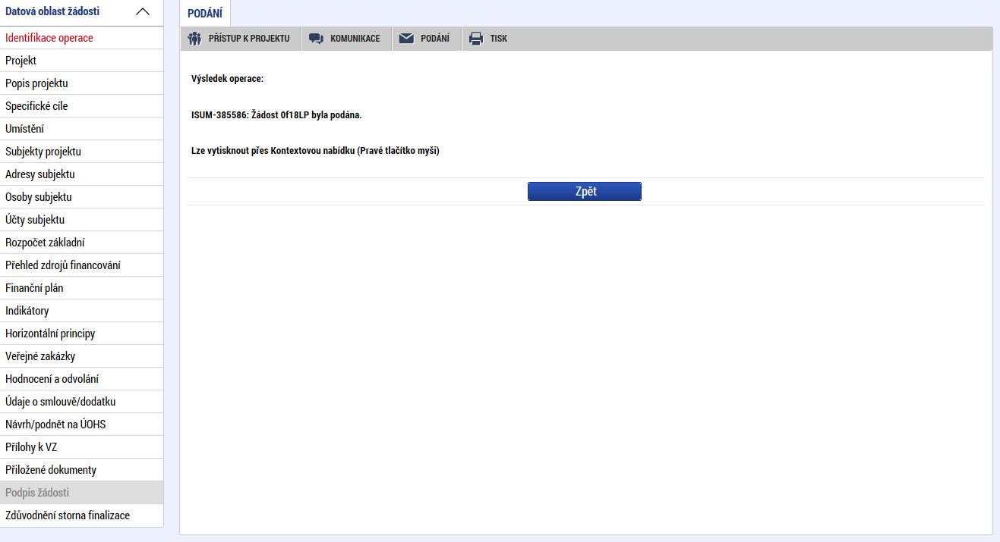 Datová oblast žádosti
Identifikace operace
Projekt
Popis projektu
Specifické cíle
Umístění
Subjekty projektu
Adresy subjektu
Osoby subjektu
Účty subjektu
Rozpočet základní
Přehled zdrojů financování
Finanční plán
Indikátory
Horizontální principy
Veřejné zakázky
Hodnocení a odvolání
Údaje o smlouvě/dodatku
Návrh/podnět na ÚOHS
Přílohy k VZ
Přiložené dokumenty
Podpis žádosti
Zdůvodnění storna finalizace
PODÁNÍ
PŘÍSTUP K PROJEKTU KOMUNIKACE PODÁNÍ TISK
Výsledek operace:
ISUM-385586: Žádost 0f18LP byla podána.
Lze vytisknout přes Kontextovou nabídku (Pravé tlačítko myši)
Zpět